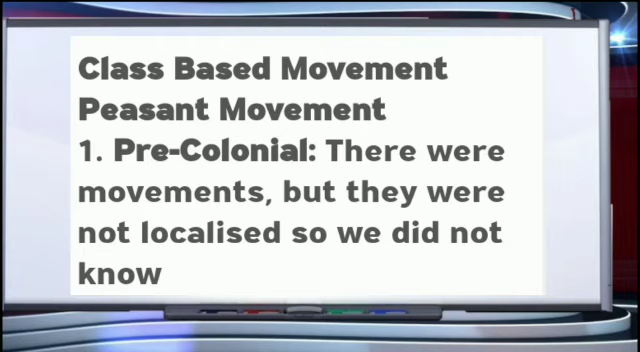 Class Based Movement
Peasant Movement
1. Pre-Colonial: There were
movements, but they were
not localised so we did not
know